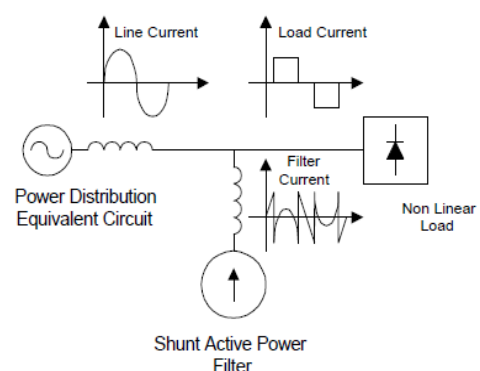 Line Current
Load Current
Filter
Current
Power Distribution
Equivalent Circuit
Non Linear
Load
Shunt Active Power
Filter